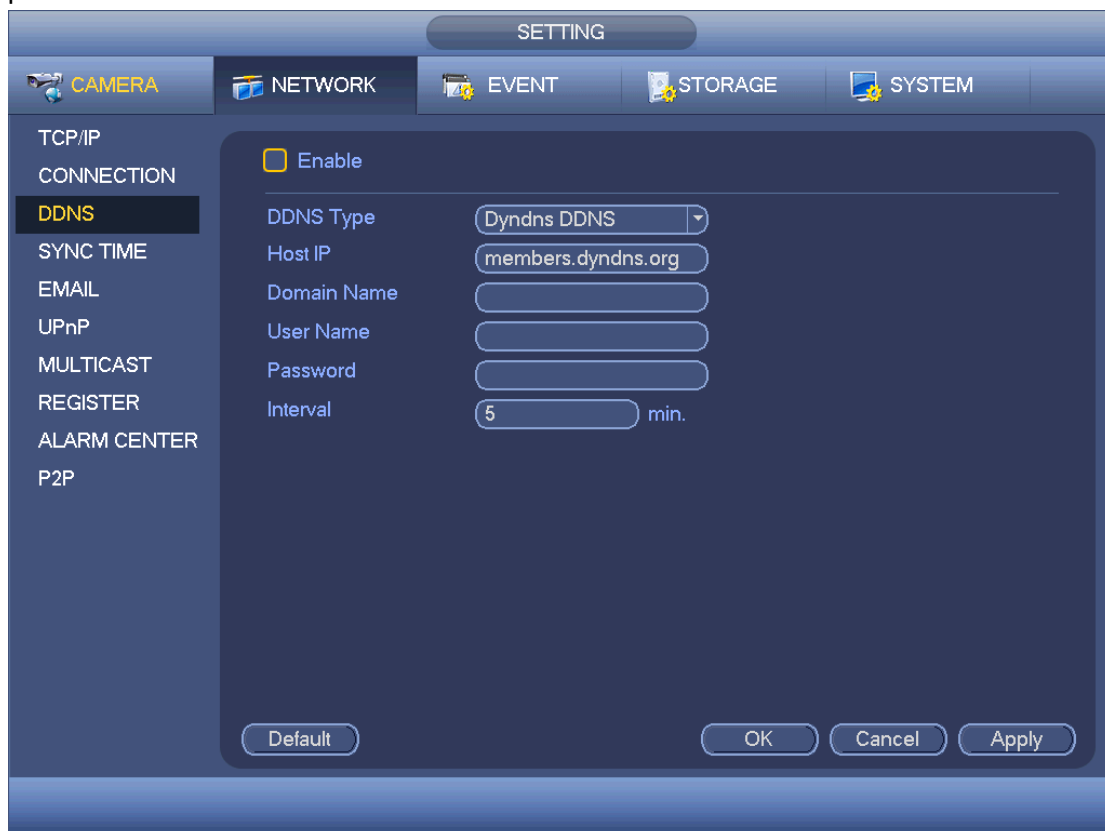 SETTING
CAMERA NETWORK EVENT STORAGE SYSTEM
TCP/IP
CONNECTION
DDNS
SYNC TIME
EMAIL
UPnP
MULTICAST
REGISTER
ALARM CENTER
P2P
Enable
DDNS Type Dyndns DDNS
Host IP members.dyndns.org
Domain Name
User Name
Password
Interval 5 min.
Default OK Cancel Apply